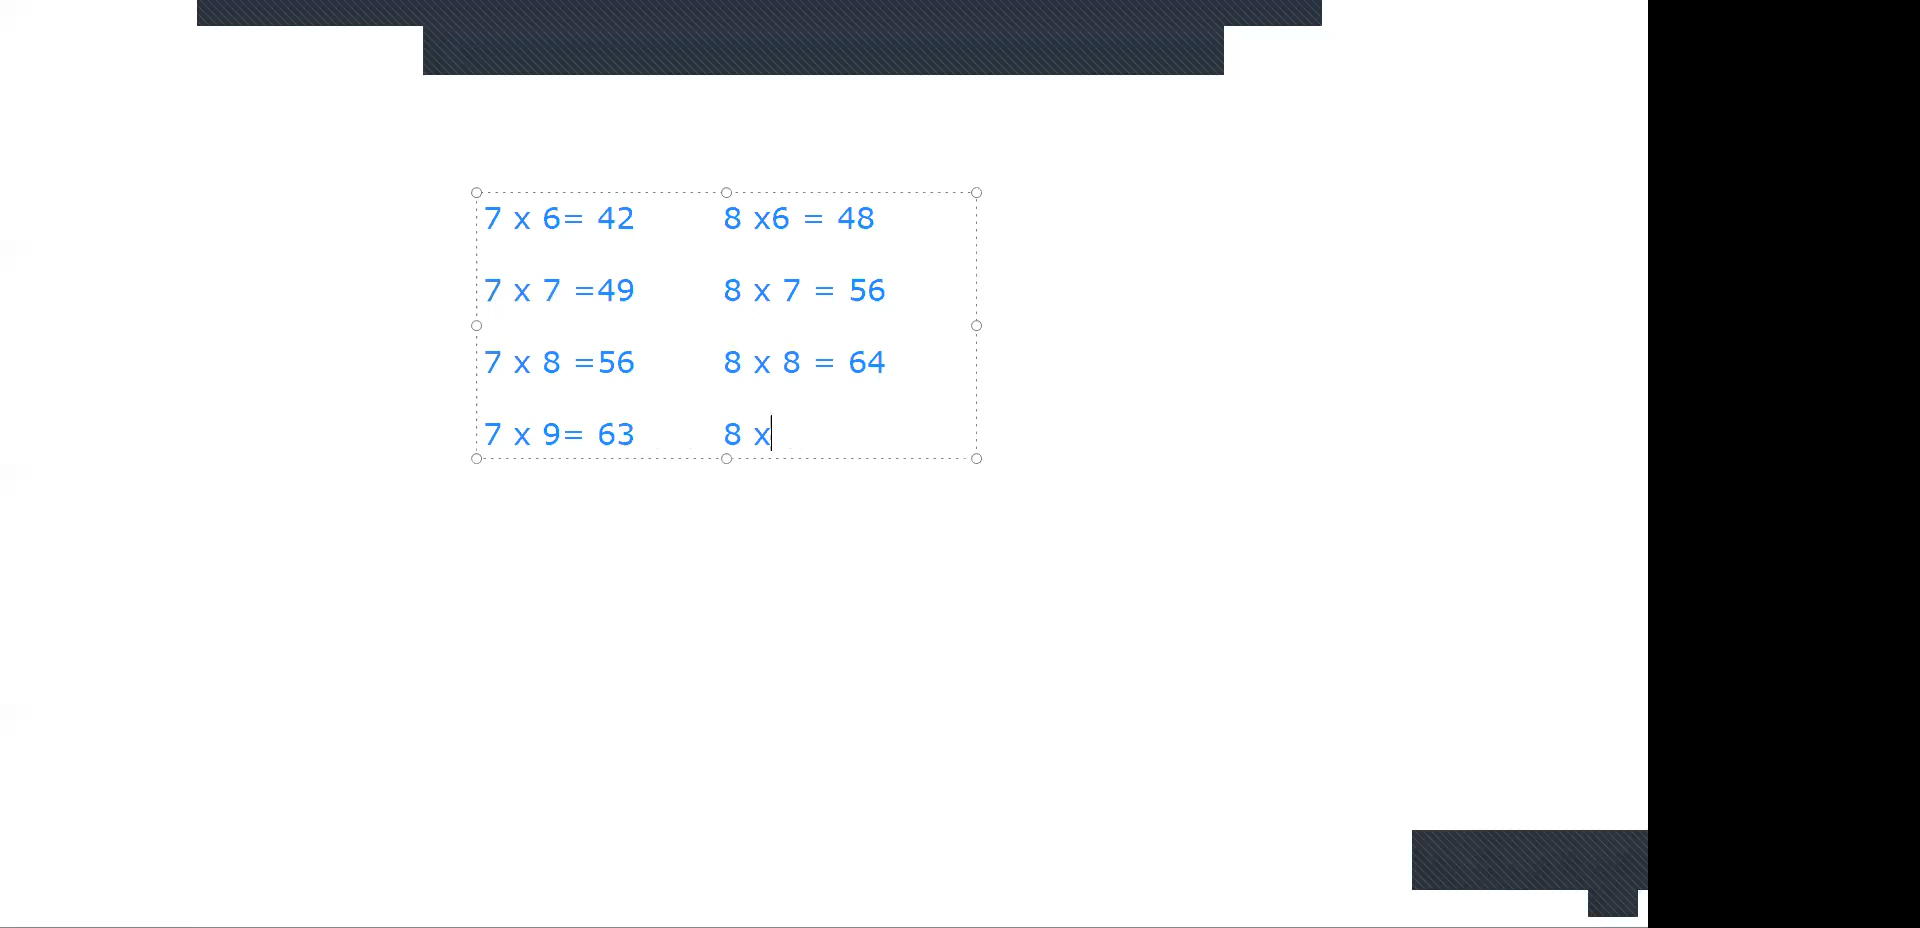 7 x 6= 42 8 x6 = 48
7 x 7 =49 8 x 7 = 56
7 x 8 =56 8 x 8 = 64
7 x 9= 63 8 x